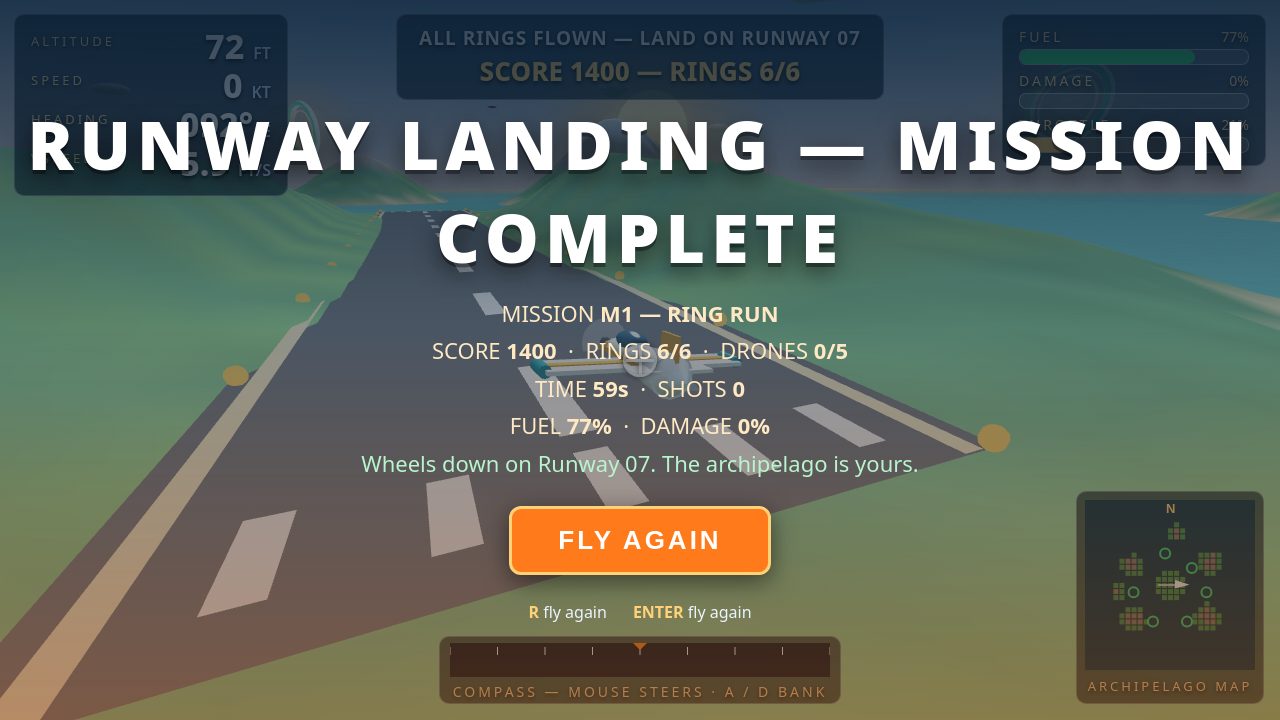 ALTITUDE 72 FT
SPEED 0 KT
HEADING 092°
ALL RINGS FLOWN — LAND ON RUNWAY 07
SCORE 1400 — RINGS 6/6
FUEL 77%
DAMAGE 0%
RUNWAY LANDING — MISSION
COMPLETE
MISSION M1 — RING RUN
SCORE 1400 · RINGS 6/6 · DRONES 0/5
TIME 59s · SHOTS 0
FUEL 77% · DAMAGE 0%
Wheels down on Runway 07. The archipelago is yours.
FLY AGAIN
R fly again ENTER fly again
COMPASS — MOUSE STEERS · A / D BANK
N
ARCHIPELAGO MAP